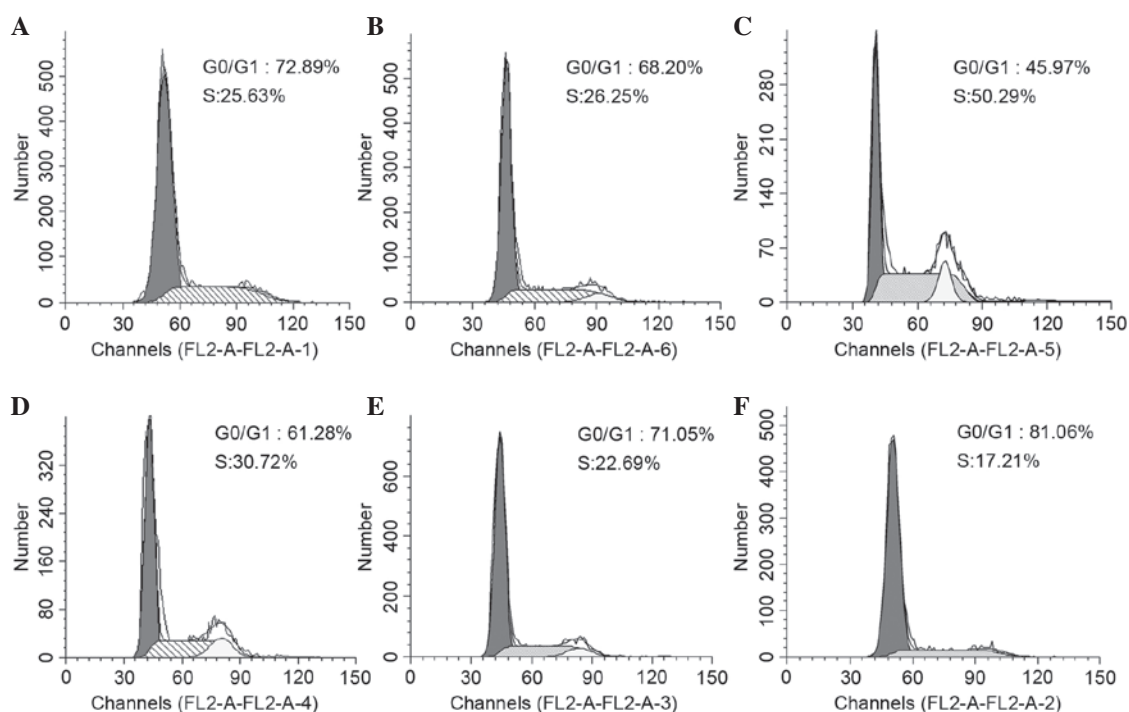 A
G0/G1 : 72.89%
S:25.63%
Number
500
400
300
200
100
0
0 30 60 90 120 150
Channels (FL2-A-FL2-A-1)
B
G0/G1 : 68.20%
S:26.25%
Number
600
500
400
300
200
100
0
0 30 60 90 120 150
Channels (FL2-A-FL2-A-6)
C
G0/G1 : 45.97%
S:50.29%
Number
280
210
140
70
0
0 30 60 90 120 150
Channels (FL2-A-FL2-A-5)
D
G0/G1 : 61.28%
S:30.72%
Number
320
240
160
80
0
0 30 60 90 120 150
Channels (FL2-A-FL2-A-4)
E
G0/G1 : 71.05%
S:22.69%
Number
600
400
200
0
0 30 60 90 120 150
Channels (FL2-A-FL2-A-3)
F
G0/G1 : 81.06%
S:17.21%
Number
500
400
300
200
100
0
0 30 60 90 120 150
Channels (FL2-A-FL2-A-2)